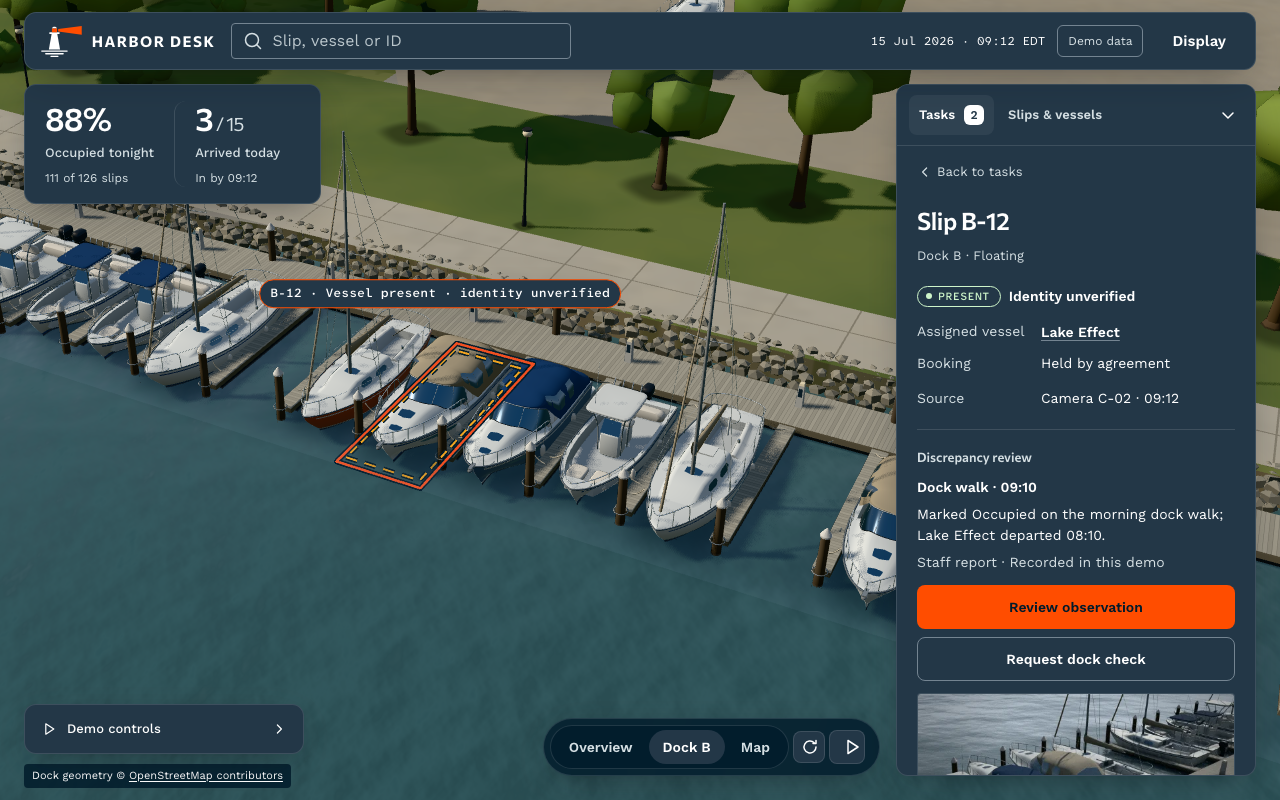 HARBOR DESK
Slip, vessel or ID
15 Jul 2026 · 09:12 EDT
Demo data
Display
88%
Occupied tonight
111 of 126 slips
3 / 15
Arrived today
In by 09:12
Tasks 2
Slips & vessels
Back to tasks
Slip B-12
Dock B · Floating
PRESENT
Identity unverified
Assigned vessel Lake Effect
Booking Held by agreement
Source Camera C-02 · 09:12
Discrepancy review
Dock walk · 09:10
Marked Occupied on the morning dock walk;
Lake Effect departed 08:10.
Staff report · Recorded in this demo
Review observation
Request dock check
B-12 · Vessel present · identity unverified
Demo controls
Overview
Dock B
Map
Dock geometry © OpenStreetMap contributors